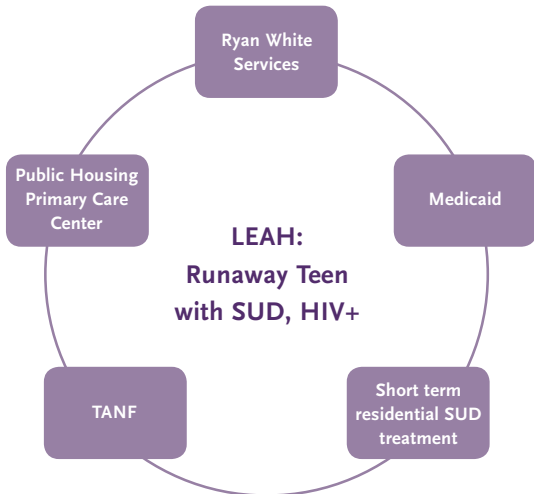 Ryan White
Services
Public Housing
Primary Care
Center
Medicaid
LEAH:
Runaway Teen
with SUD, HIV+
TANF
Short term
residential SUD
treatment